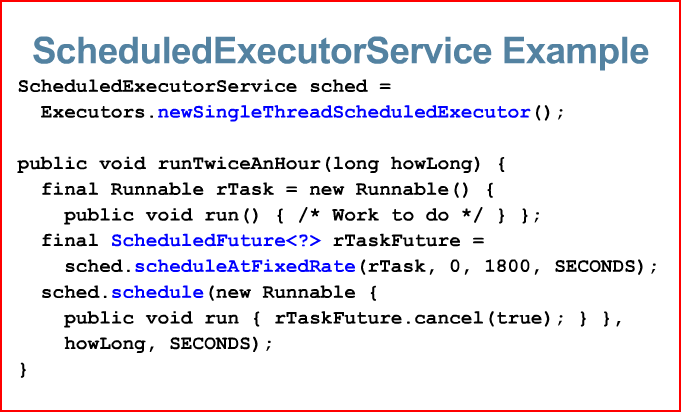 ScheduledExecutorService Example
ScheduledExecutorService sched =
Executors.newSingleThreadScheduledExecutor();
public void runTwiceAnHour(long howLong) {
final Runnable rTask = new Runnable() {
public void run() { /* Work to do */ } };
final ScheduledFuture<?> rTaskFuture =
sched.scheduleAtFixedRate(rTask, 0, 1800, SECONDS);
sched.schedule(new Runnable {
public void run { rTaskFuture.cancel(true); } },
howLong, SECONDS);
}